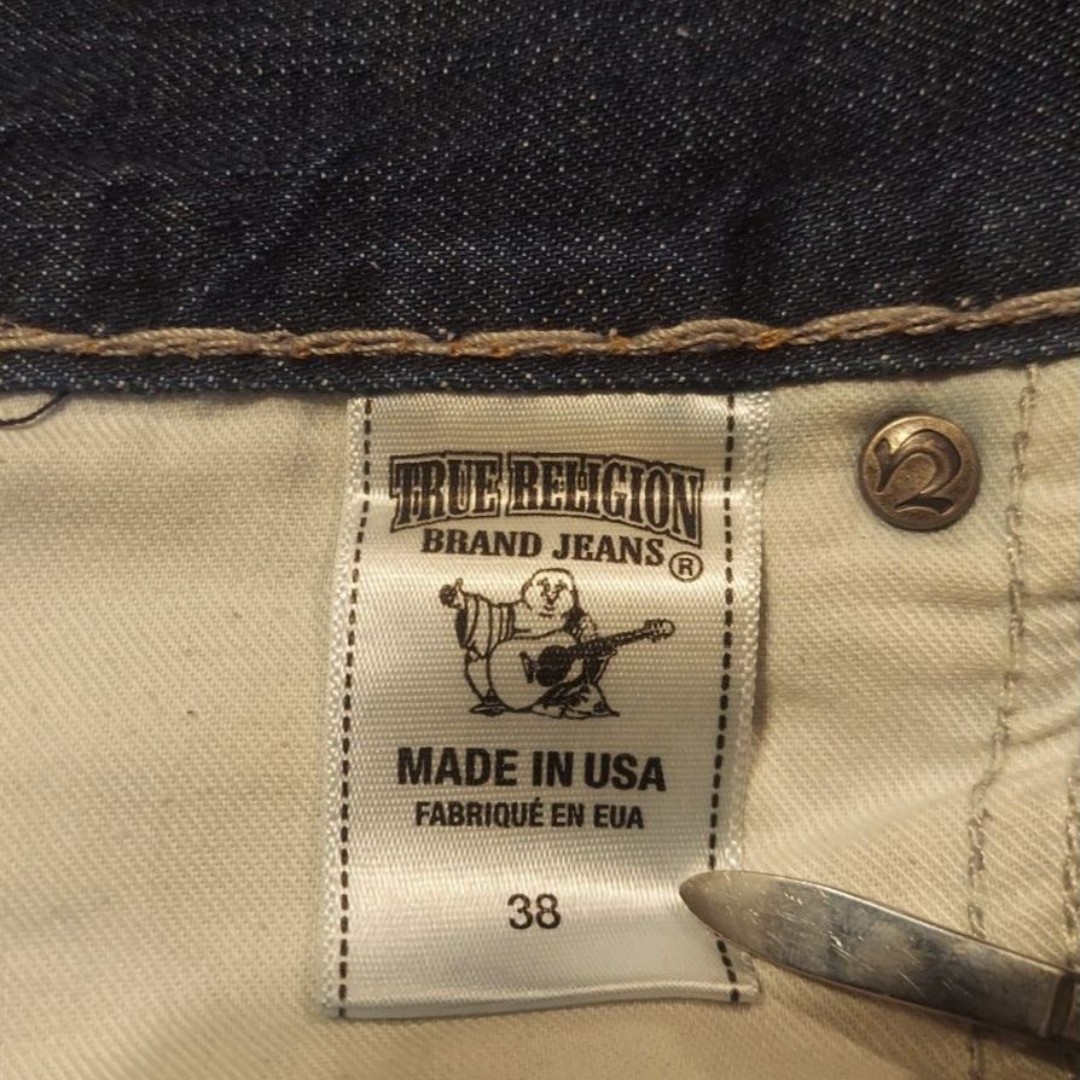 TRUE RELIGION
BRAND JEANS®
MADE IN USA
FABRIQUÉ EN EUA
38